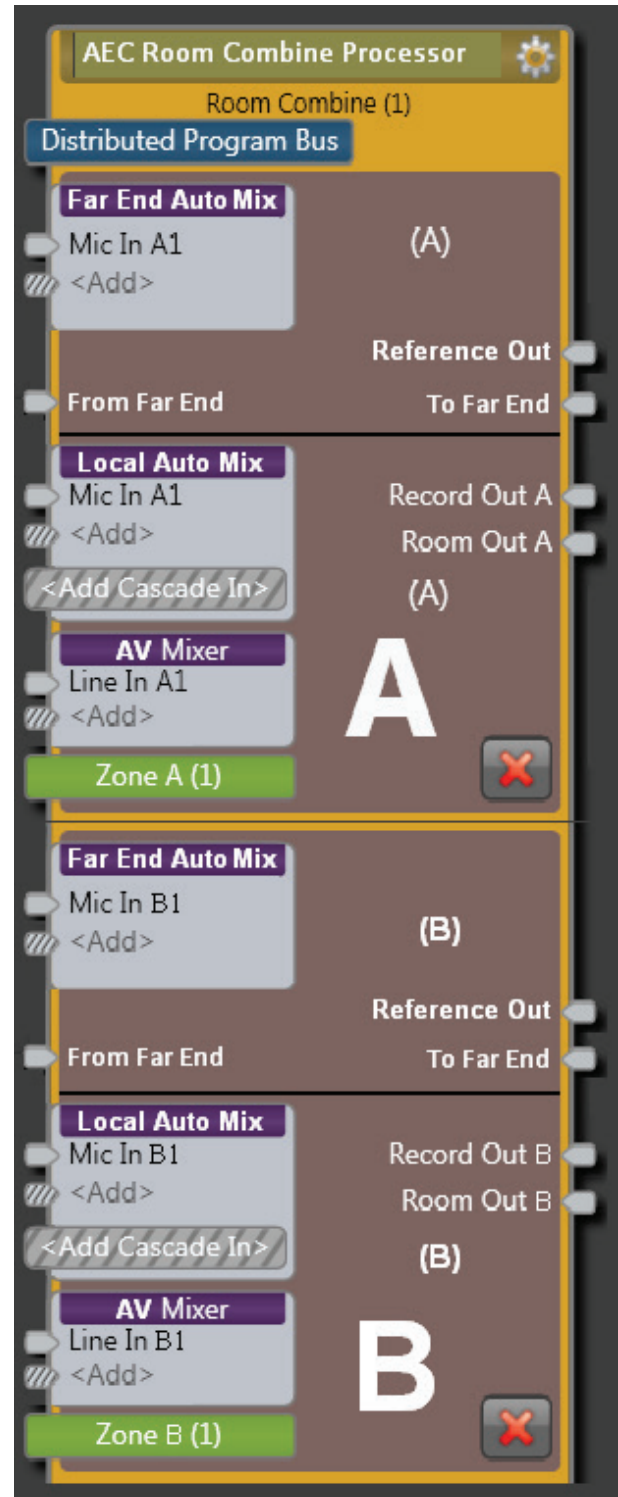 AEC Room Combine Processor
Room Combine (1)
Distributed Program Bus
Far End Auto Mix
Mic In A1
(A)
<Add>
Reference Out
From Far End
To Far End
Local Auto Mix
Mic In A1
Record Out A
<Add>
Room Out A
<Add Cascade In>
(A)
AV Mixer
Line In A1
A
<Add>
Zone A (1)
Far End Auto Mix
Mic In B1
(B)
<Add>
Reference Out
From Far End
To Far End
Local Auto Mix
Mic In B1
Record Out B
<Add>
Room Out B
<Add Cascade In>
(B)
AV Mixer
Line In B1
B
<Add>
Zone B (1)